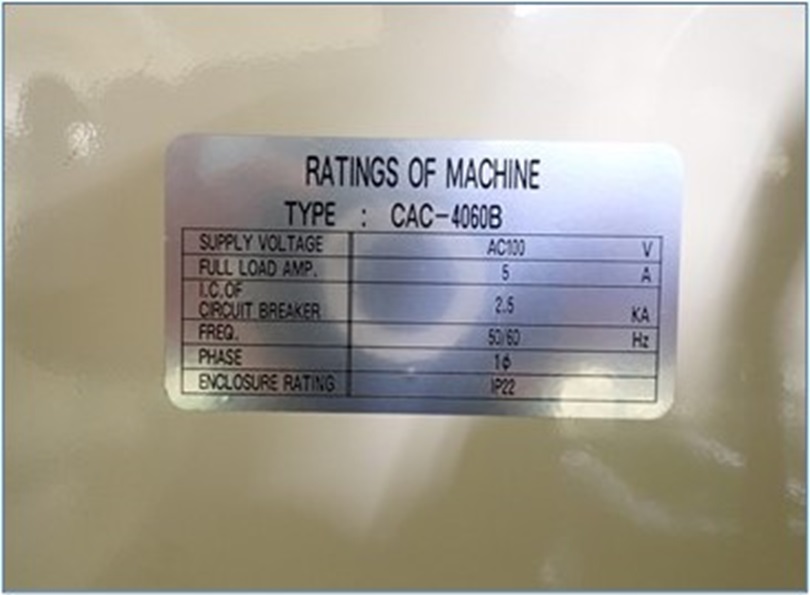 RATINGS OF MACHINE
TYPE : CAC-4060B
SUPPLY VOLTAGE AC100 V
FULL LOAD AMP. 5 A
I.C.OF
CIRCUIT BREAKER 2.5 KA
FREQ. 50/60 Hz
PHASE 1ϕ
ENCLOSURE RATING IP22